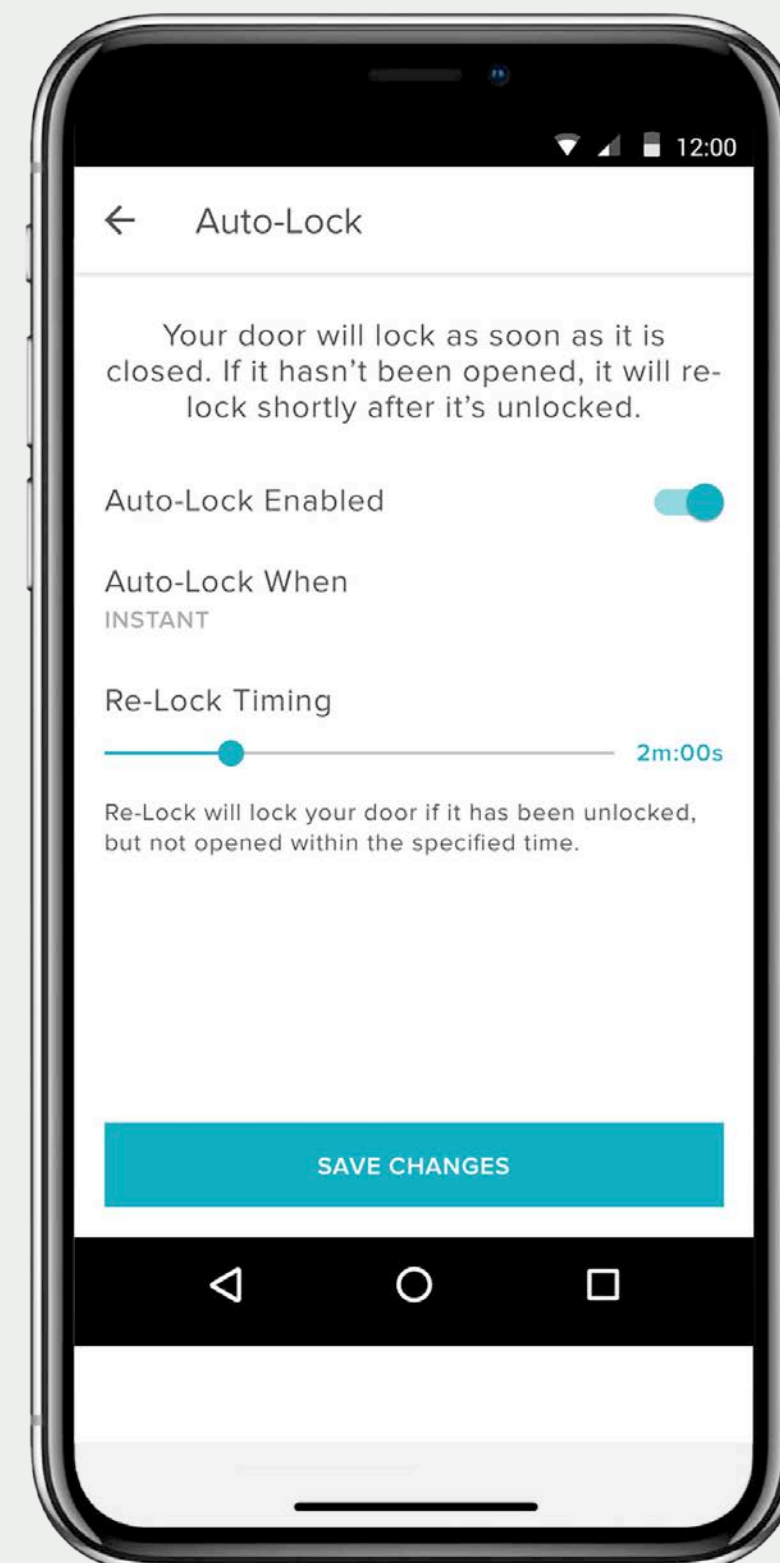 12:00
Auto-Lock
Your door will lock as soon as it is
closed. If it hasn't been opened, it will re-
lock shortly after it's unlocked.
Auto-Lock Enabled
Auto-Lock When
INSTANT
Re-Lock Timing
2m:00s
Re-Lock will lock your door if it has been unlocked,
but not opened within the specified time.
SAVE CHANGES